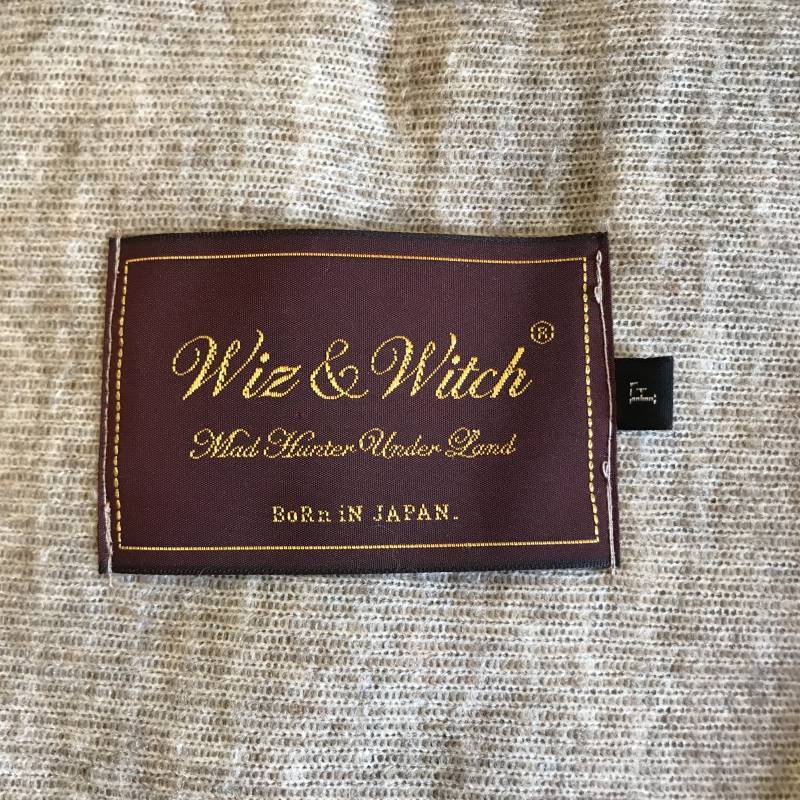 Wiz & Witch®
Mad Hunter Under Land
BoRn iN JAPAN.
F